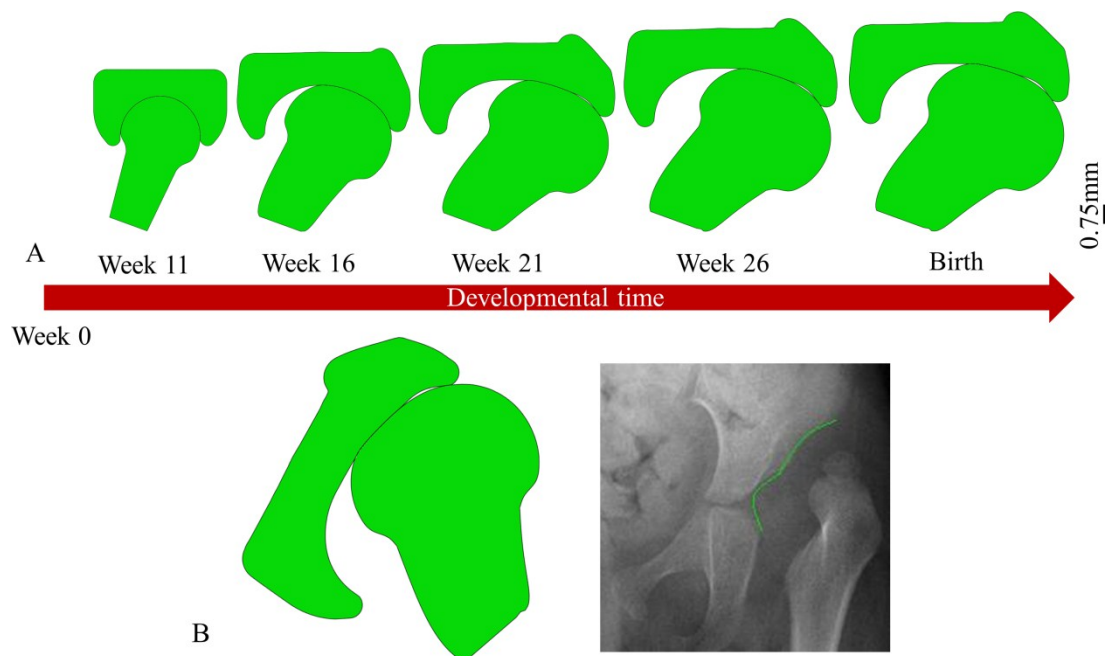 0.75mm
A
Week 11
Week 16
Week 21
Week 26
Birth
Developmental time
Week 0
B